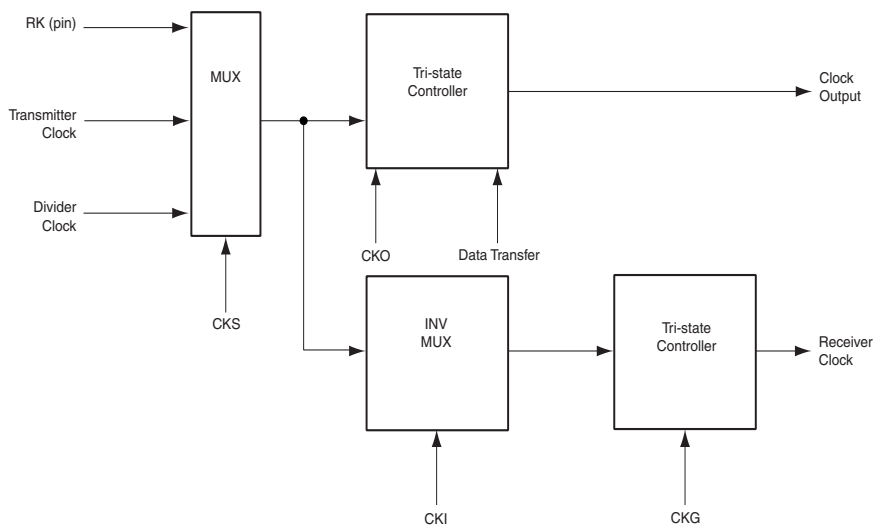 RK (pin)
MUX
Tri-state
Controller
Clock
Output
Transmitter
Clock
Divider
Clock
CKO
Data Transfer
CKS
INV
MUX
Tri-state
Controller
Receiver
Clock
CKI
CKG